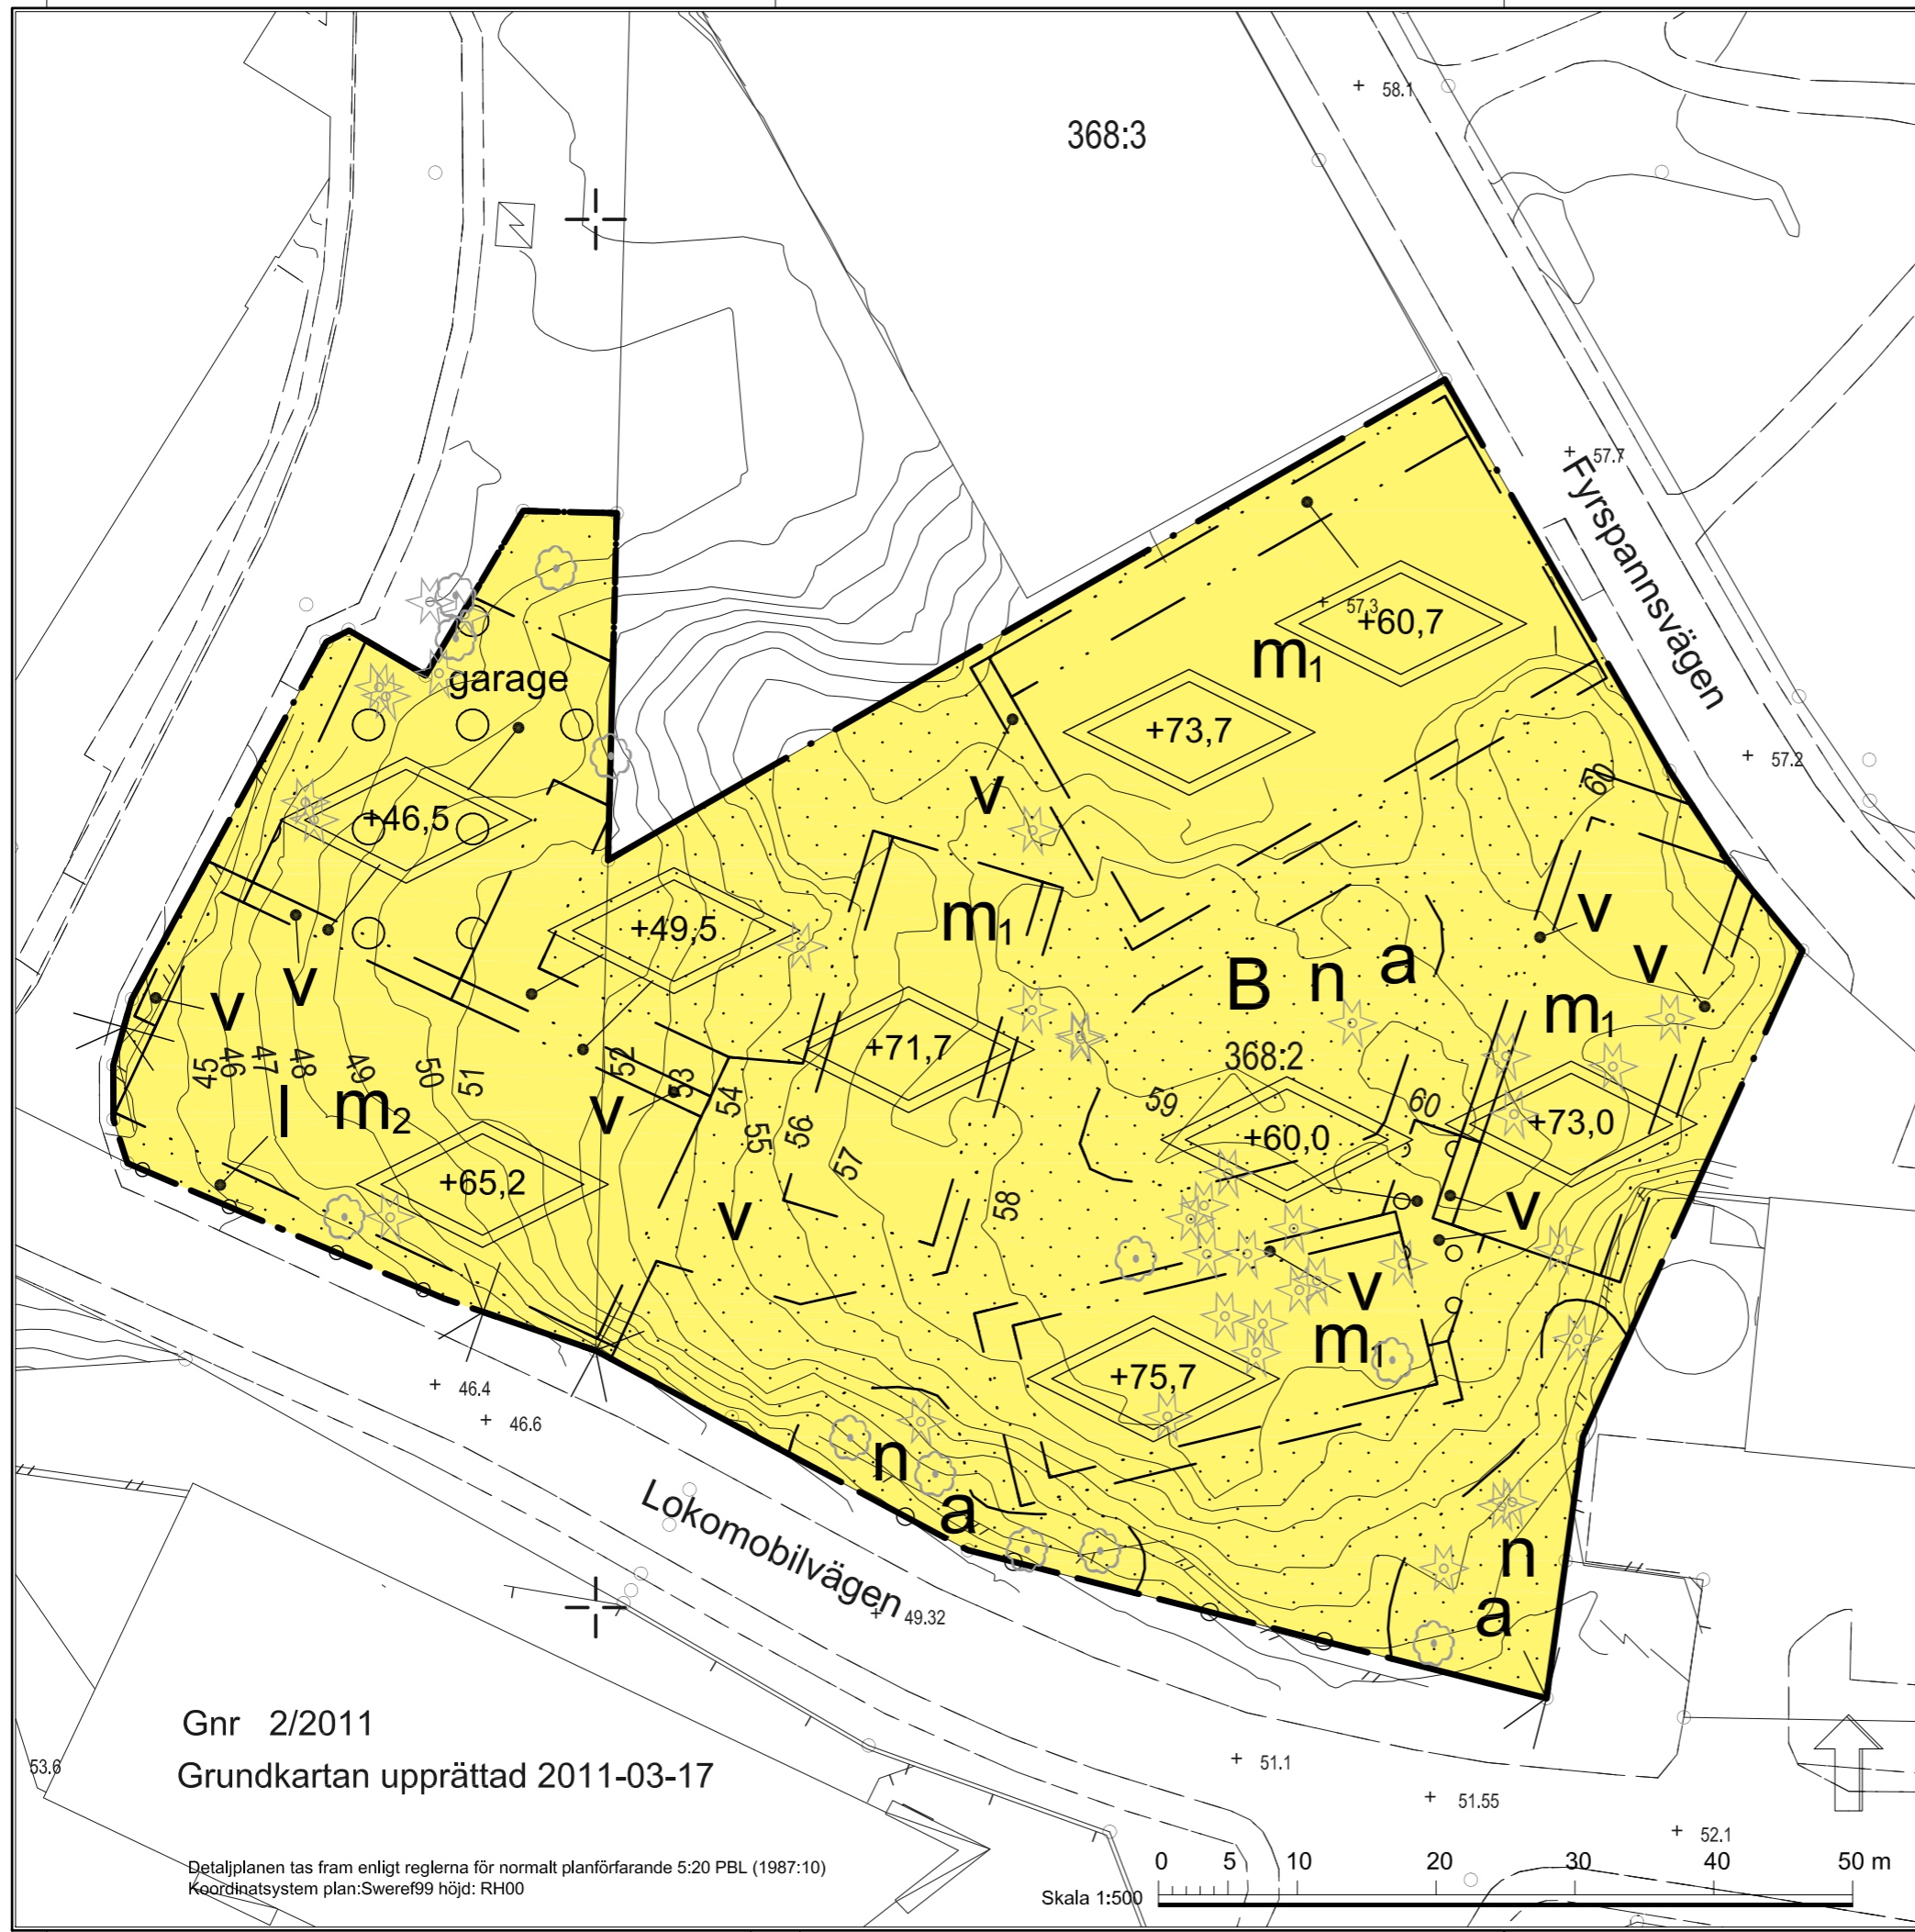 58.1
368:3
Fyrspannsvägen
57.7
57.3
+60,7
m1
garage
+73,7
57.2
60
v
+46,5
+49,5
m1
v
v
B n a
v
m1
v
+71,7
368:2
45
46
47
48
49
50
51
52
53
54
55
56
57
58
59
60
l m2
v
+60,0
+73,0
+65,2
v
v
v
m1
+75,7
46.4
46.6
n
a
Lokomobilvägen
49.32
n
a
Gnr 2/2011
Grundkartan upprättad 2011-03-17
53.6
51.1
51.55
52.1
Detaljplanen tas fram enligt reglerna för normalt planförfarande 5:20 PBL (1987:10)
Koordinatsystem plan:Sweref99 höjd: RH00
Skala 1:500
0 5 10 20 30 40 50 m